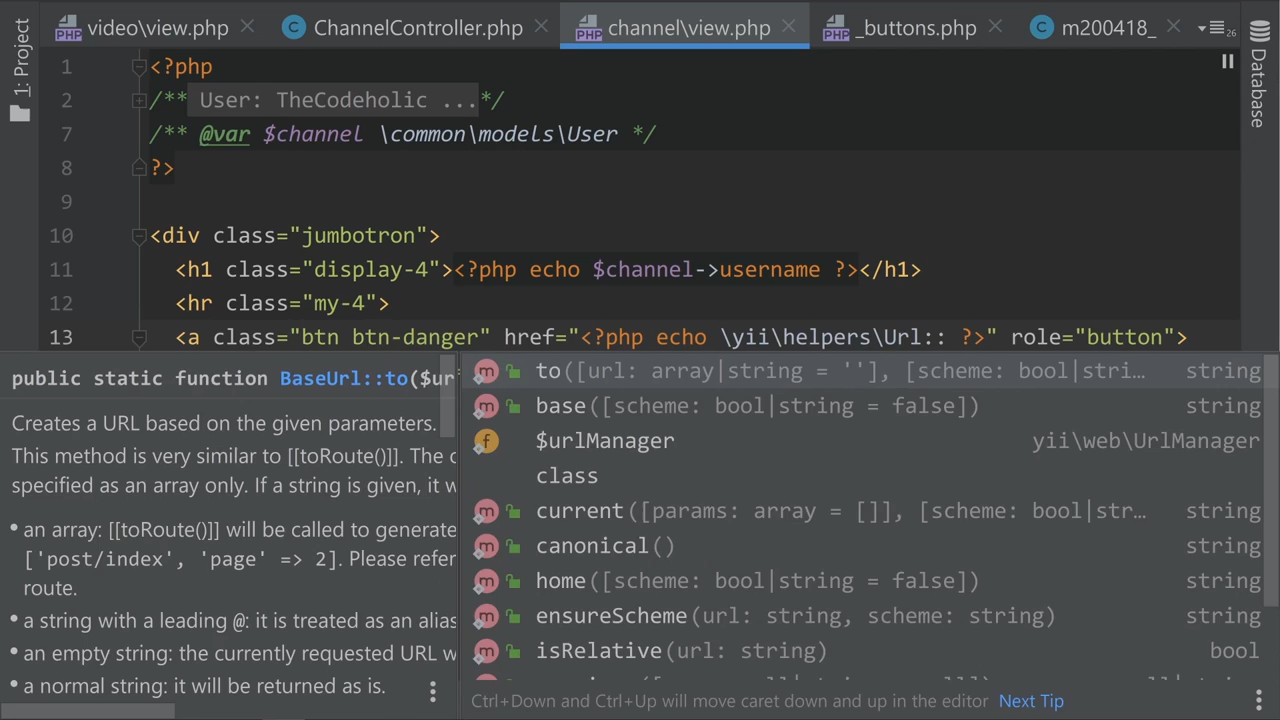 video\view.php
ChannelController.php
channel\view.php
_buttons.php
m200418_
26
1: Project
Database
1 <?php
2 /** User: TheCodeholic ...*/
7 /** @var $channel \common\models\User */
8 ?>
9
10 <div class="jumbotron">
11 <h1 class="display-4"><?php echo $channel->username ?></h1>
12 <hr class="my-4">
13 <a class="btn btn-danger" href="<?php echo \yii\helpers\Url:: ?>" role="button">
public static function BaseUrl::to($ur
Creates a URL based on the given parameters.
This method is very similar to [[toRoute()]]. The
specified as an array only. If a string is given, it
• an array: [[toRoute()]] will be called to generate
['post/index', 'page' => 2]. Please refer
route.
• a string with a leading @: it is treated as an alias
• an empty string: the currently requested URL w
• a normal string: it will be returned as is.
to([url: array|string = ''], [scheme: bool|stri… string
base([scheme: bool|string = false]) string
$urlManager yii\web\UrlManager
class
current([params: array = []], [scheme: bool|str… string
canonical() string
home([scheme: bool|string = false]) string
ensureScheme(url: string, scheme: string) string
isRelative(url: string) bool
Ctrl+Down and Ctrl+Up will move caret down and up in the editor Next Tip